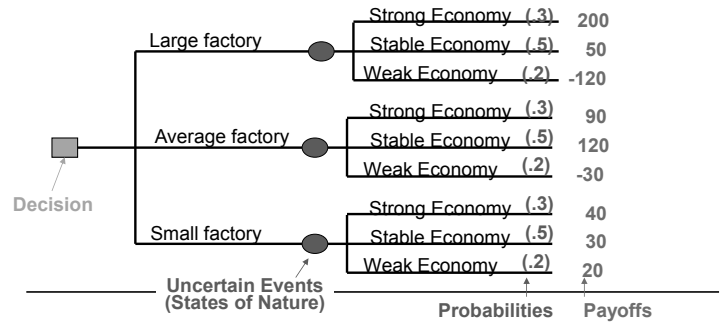 Strong Economy (.3) 200
Large factory Stable Economy (.5) 50
Weak Economy (.2) -120
Strong Economy (.3) 90
Average factory Stable Economy (.5) 120
Weak Economy (.2) -30
Decision
Strong Economy (.3) 40
Small factory Stable Economy (.5) 30
Weak Economy (.2) 20
Uncertain Events
(States of Nature)
Probabilities Payoffs